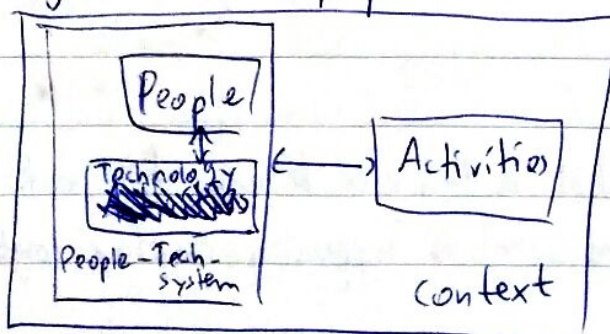 People
Technology
Activities
People-Tech-
system
Context